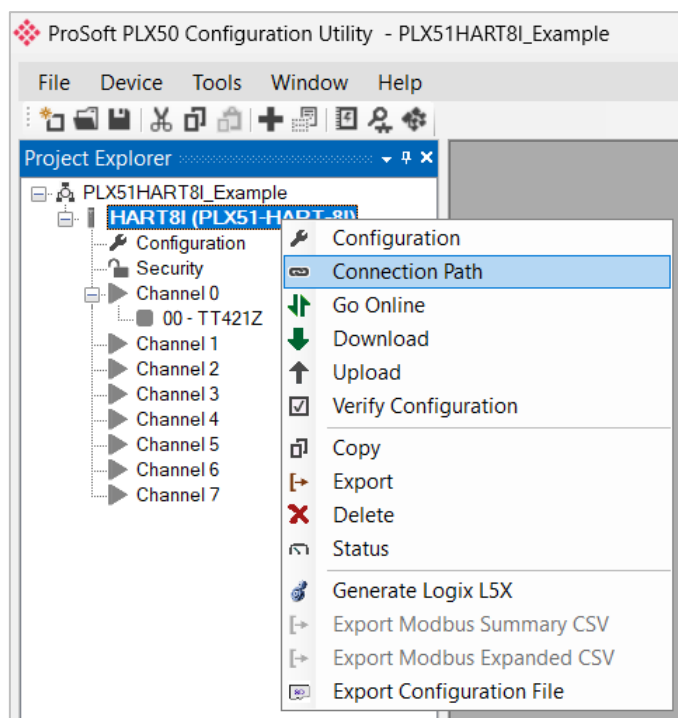 ProSoft PLX50 Configuration Utility - PLX51HART8I_Example
File Device Tools Window Help
Project Explorer
PLX51HART8I_Example
HART8I (PLX51-HART-8I)
Configuration
Security
Channel 0
00 - TT421Z
Channel 1
Channel 2
Channel 3
Channel 4
Channel 5
Channel 6
Channel 7
Configuration
Connection Path
Go Online
Download
Upload
Verify Configuration
Copy
Export
Delete
Status
Generate Logix L5X
Export Modbus Summary CSV
Export Modbus Expanded CSV
Export Configuration File